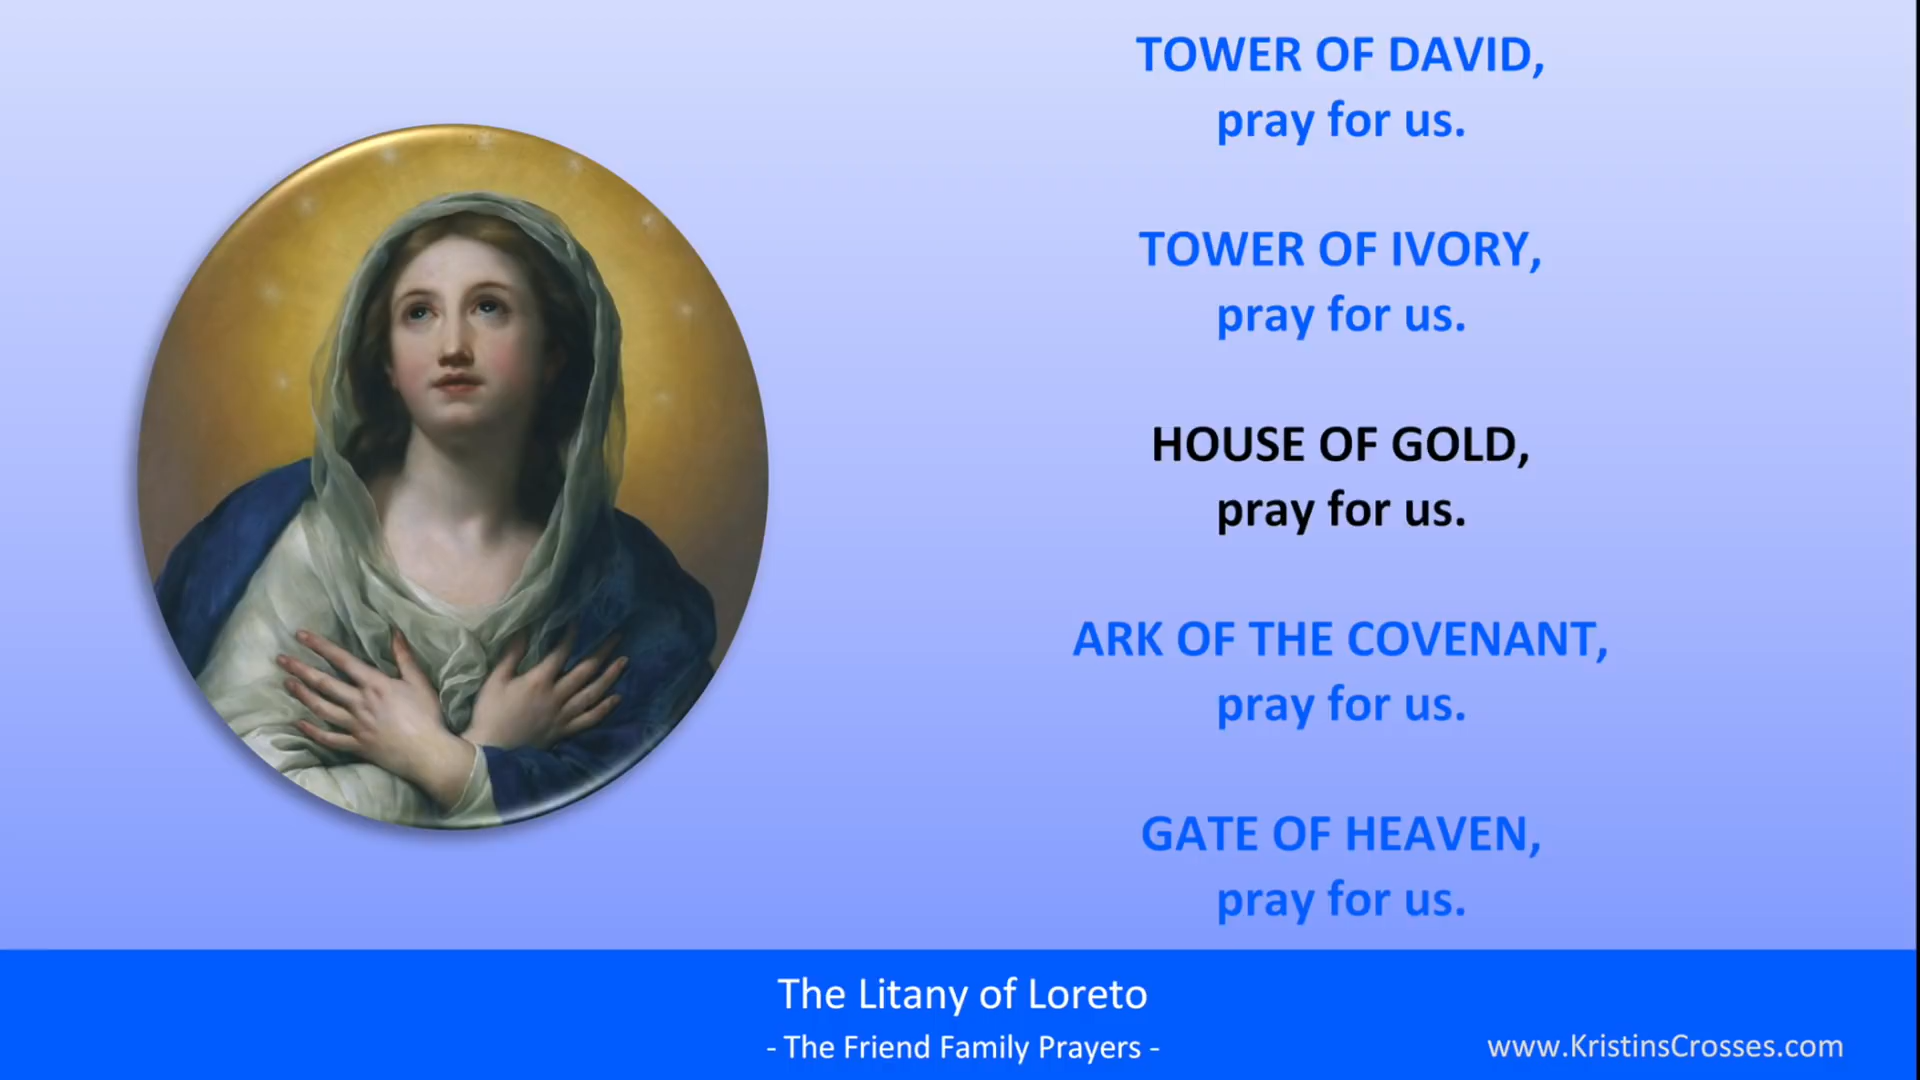 TOWER OF DAVID,
pray for us.
TOWER OF IVORY,
pray for us.
HOUSE OF GOLD,
pray for us.
ARK OF THE COVENANT,
pray for us.
GATE OF HEAVEN,
pray for us.
The Litany of Loreto
- The Friend Family Prayers -
www.KristinsCrosses.com